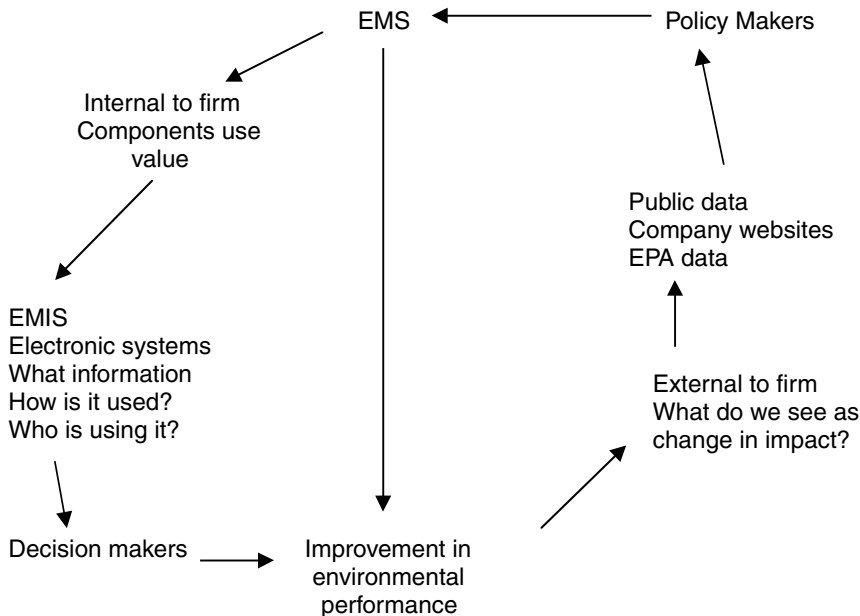 EMS
Policy Makers
Internal to firm
Components use
value
Public data
Company websites
EPA data
EMIS
Electronic systems
What information
How is it used?
Who is using it?
External to firm
What do we see as
change in impact?
Decision makers
Improvement in
environmental
performance